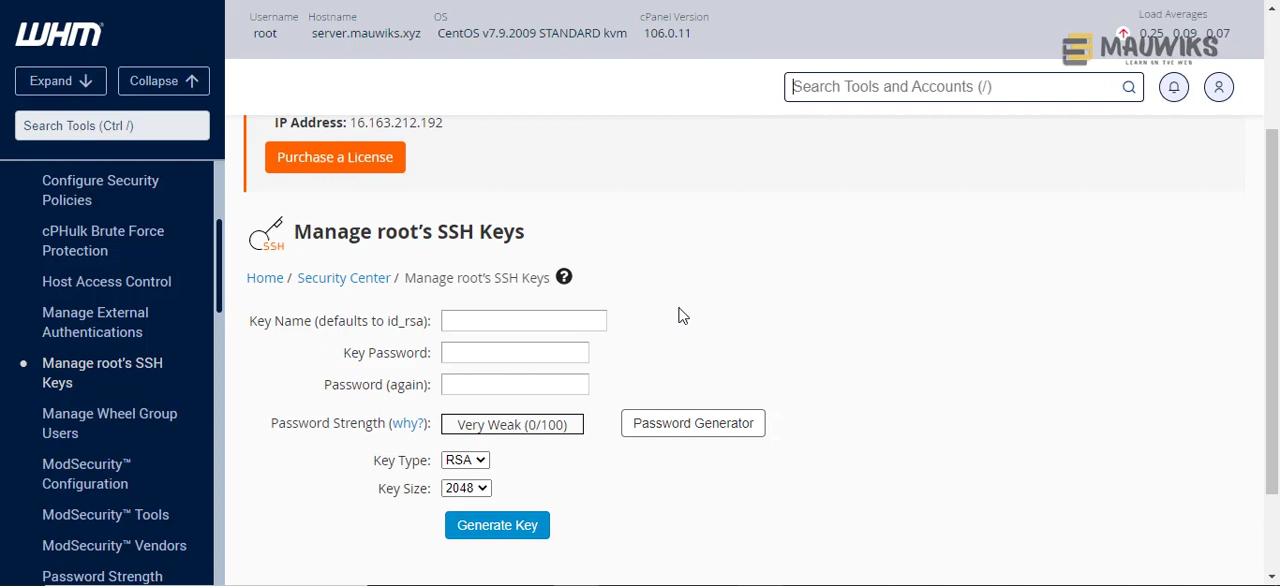 WHM
Username
root
Hostname
server.mauwiks.xyz
OS
CentOS v7.9.2009 STANDARD kvm
cPanel Version
106.0.11
Load Averages
0.25 0.09 0.07
MAUWIKS
LEARN ON THE WEB
Expand
Collapse
Search Tools (Ctrl /)
Search Tools and Accounts (/)
Configure Security
Policies
cPHulk Brute Force
Protection
Host Access Control
Manage External
Authentications
Manage root's SSH
Keys
Manage Wheel Group
Users
ModSecurity™
Configuration
ModSecurity™ Tools
ModSecurity™ Vendors
Password Strength
IP Address: 16.163.212.192
Purchase a License
SSH
Manage root's SSH Keys
Home / Security Center / Manage root's SSH Keys
Key Name (defaults to id_rsa):
Key Password:
Password (again):
Password Strength (why?): Very Weak (0/100) Password Generator
Key Type: RSA
Key Size: 2048
Generate Key